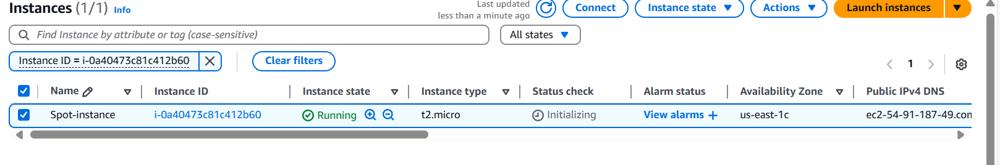 Instances (1/1) Info
Last updated
less than a minute ago
Connect
Instance state
Actions
Launch instances
Find Instance by attribute or tag (case-sensitive)
All states
Instance ID = i-0a40473c81c412b60
Clear filters
1
Name Instance ID Instance state Instance type Status check Alarm status Availability Zone Public IPv4 DNS
Spot-instance i-0a40473c81c412b60 Running t2.micro Initializing View alarms + us-east-1c ec2-54-91-187-49.con